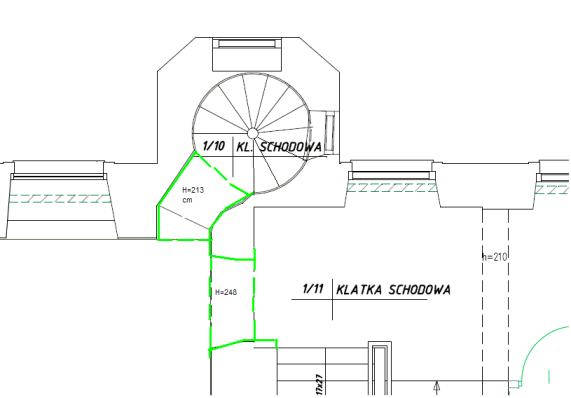 1/10 KL. SCHODOWA
H=213
cm
h=210
H=248
1/11 KLATKA SCHODOWA
17x27